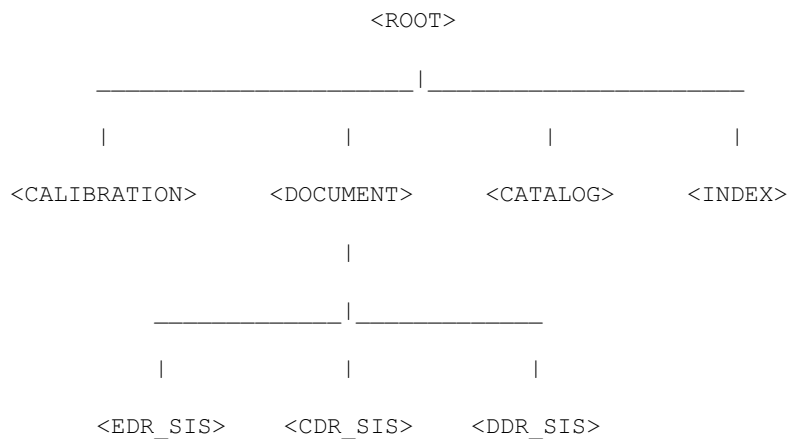 <ROOT>
<CALIBRATION> <DOCUMENT> <CATALOG> <INDEX>
<EDR_SIS> <CDR_SIS> <DDR_SIS>